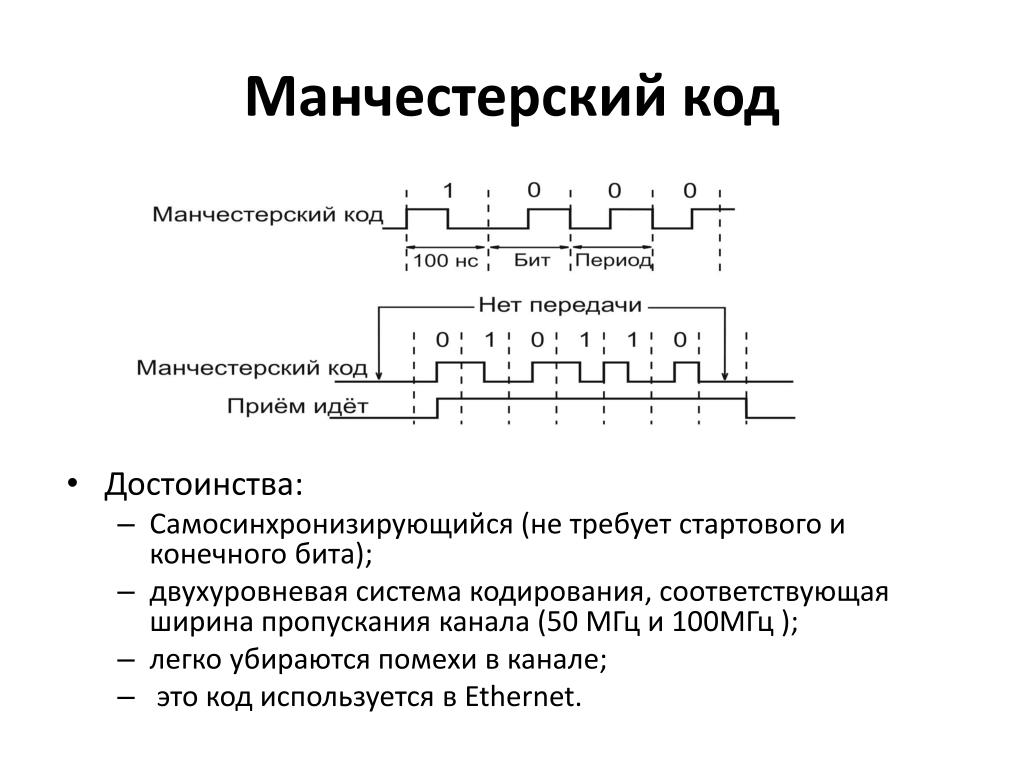 Манчестерский код
1 0 0 0
Манчестерский код
100 нс Бит Период
Нет передачи
0 1 0 1 1 0
Манчестерский код
Приём идёт
• Достоинства:
– Самосинхронизирующийся (не требует стартового и
конечного бита);
– двухуровневая система кодирования, соответствующая
ширина пропускания канала (50 МГц и 100МГц );
– легко убираются помехи в канале;
– это код используется в Ethernet.